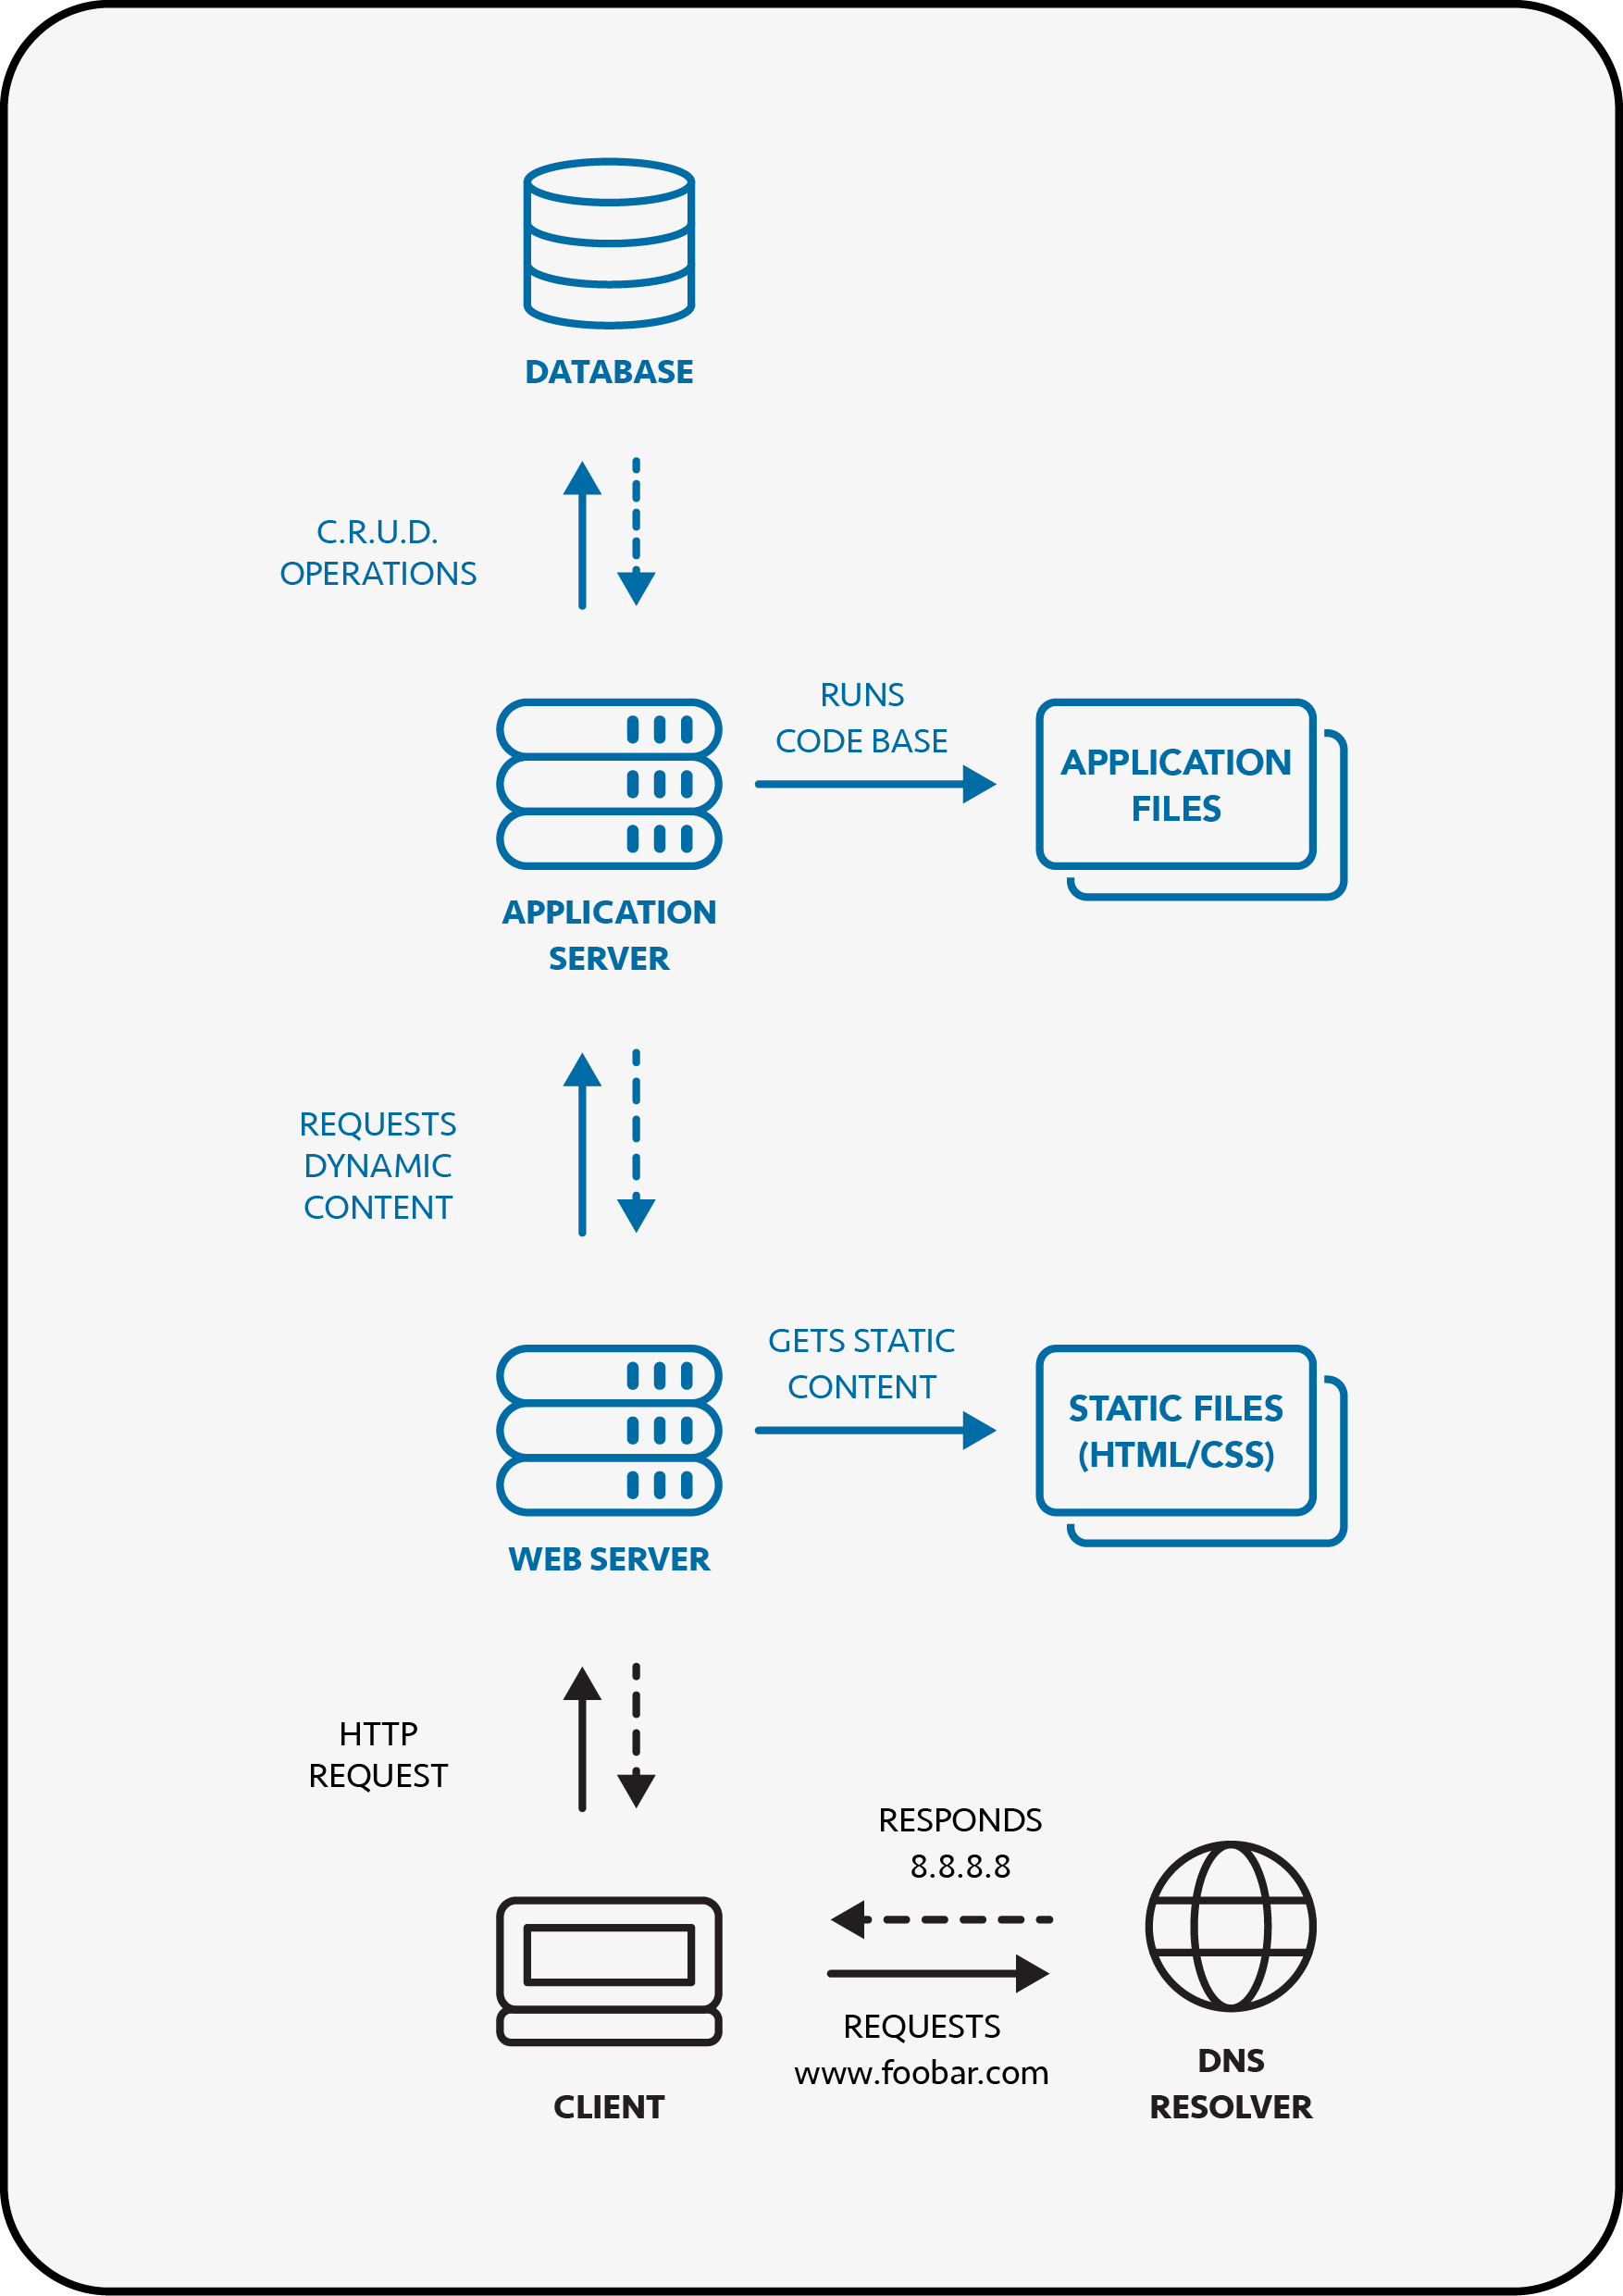 DATABASE
C.R.U.D.
OPERATIONS
RUNS
CODE BASE
APPLICATION
FILES
APPLICATION
SERVER
REQUESTS
DYNAMIC
CONTENT
GETS STATIC
CONTENT
STATIC FILES
(HTML/CSS)
WEB SERVER
HTTP
REQUEST
RESPONDS
8.8.8.8
REQUESTS
www.foobar.com
CLIENT
DNS
RESOLVER